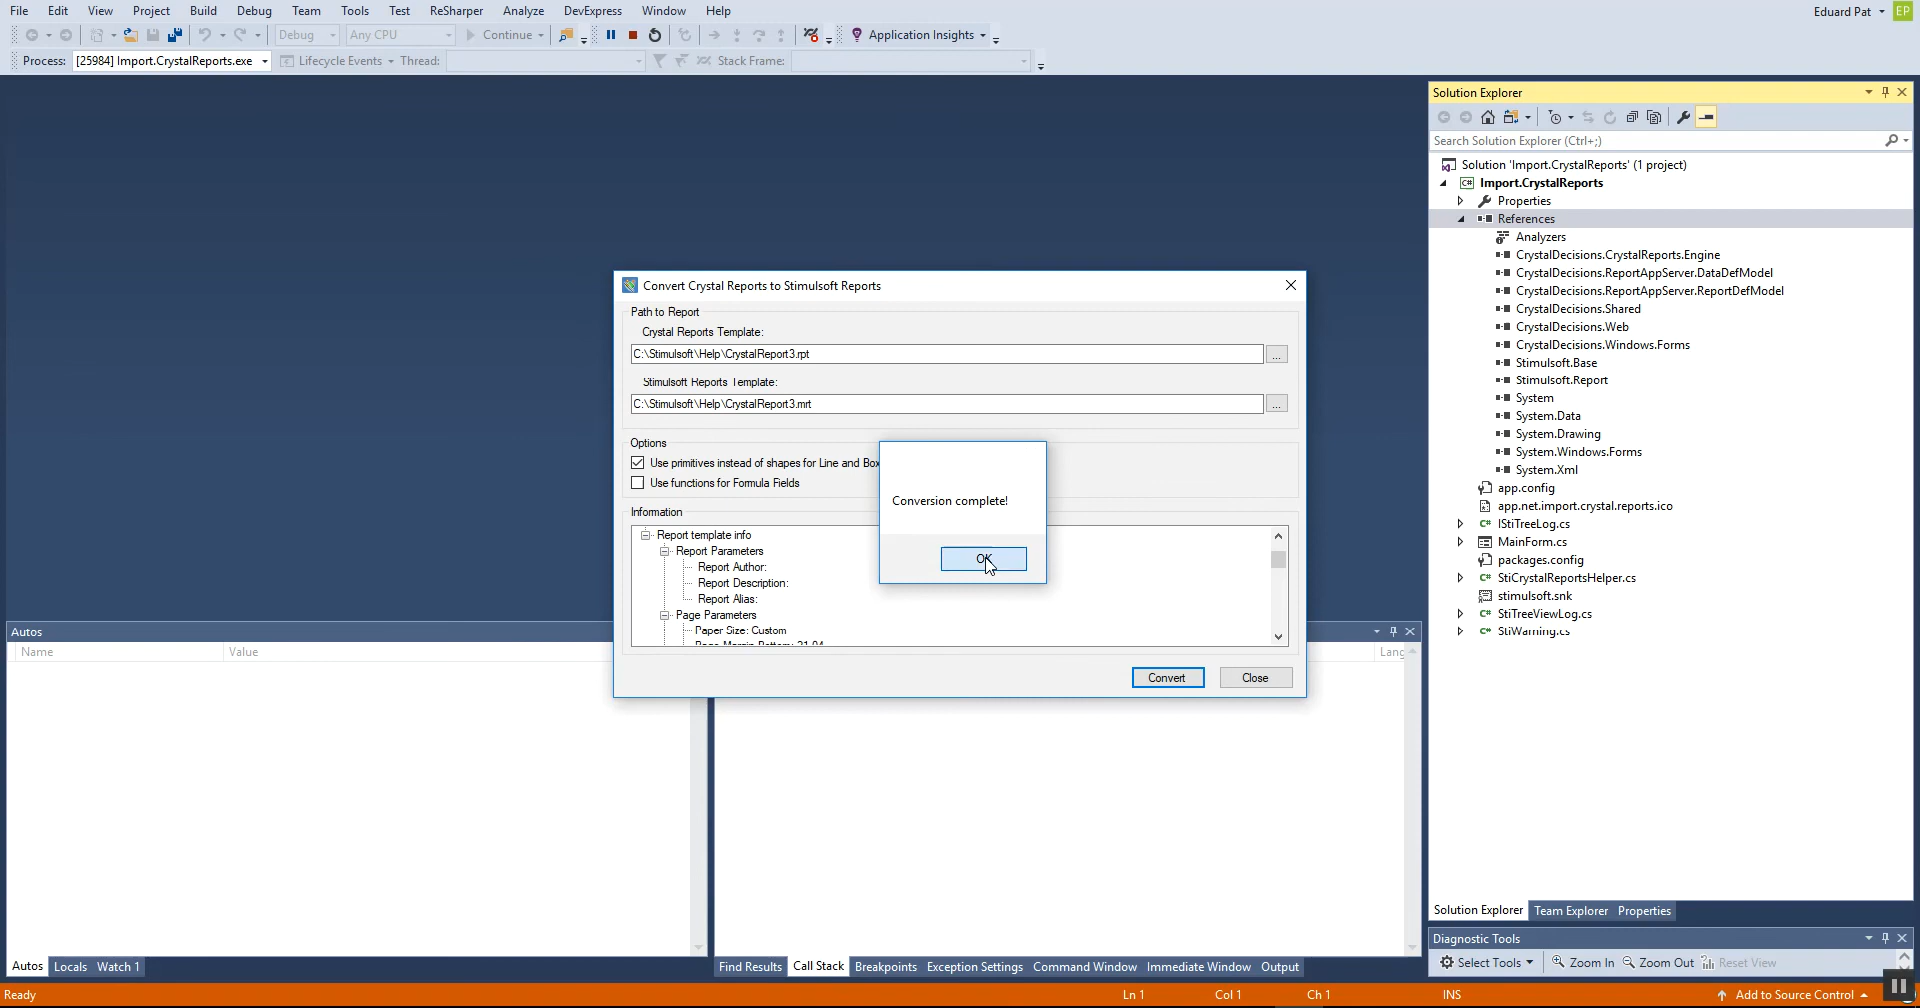 File Edit View Project Build Debug Team Tools Test ReSharper Analyze DevExpress Window Help
Eduard Pat EP
Debug Any CPU Continue Application Insights
Process: [25984] Import.CrystalReports.exe Lifecycle Events Thread: Stack Frame:
Solution Explorer
Search Solution Explorer (Ctrl+;)
Solution 'Import.CrystalReports' (1 project)
C# Import.CrystalReports
Properties
References
Analyzers
CrystalDecisions.CrystalReports.Engine
CrystalDecisions.ReportAppServer.DataDefModel
CrystalDecisions.ReportAppServer.ReportDefModel
CrystalDecisions.Shared
CrystalDecisions.Web
CrystalDecisions.Windows.Forms
Stimulsoft.Base
Stimulsoft.Report
System
System.Data
System.Drawing
System.Windows.Forms
System.Xml
app.config
app.net.import.crystal.reports.ico
C# IStiTreeLog.cs
MainForm.cs
packages.config
C# StiCrystalReportsHelper.cs
stimulsoft.snk
C# StiTreeViewLog.cs
C# StiWarning.cs
Solution Explorer Team Explorer Properties
Diagnostic Tools
Select Tools Zoom In Zoom Out Reset View
Convert Crystal Reports to Stimulsoft Reports
Path to Report
Crystal Reports Template:
C:\Stimulsoft\Help\CrystalReport3.rpt
...
Stimulsoft Reports Template:
C:\Stimulsoft\Help\CrystalReport3.mrt
...
Options
Use primitives instead of shapes for Line and Box
Use functions for Formula Fields
Information
Report template info
Report Parameters
Report Author:
Report Description:
Report Alias:
Page Parameters
Paper Size: Custom
Page Margin Bottom: 21.04
Convert Close
Conversion complete!
OK
Autos
Name Value
Lang
Autos Locals Watch 1
Find Results Call Stack Breakpoints Exception Settings Command Window Immediate Window Output
Ready Ln 1 Col 1 Ch 1 INS Add to Source Control